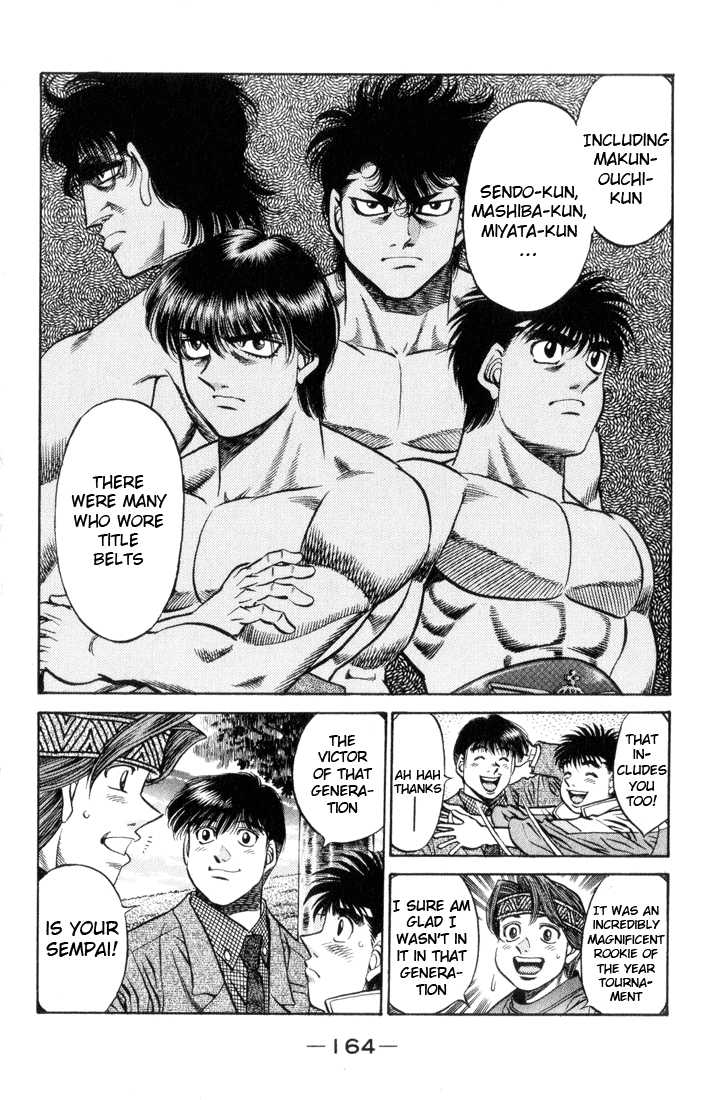 INCLUDING
MAKUN-
OUCHI-
KUN
SENDO-KUN,
MASHIBA-KUN,
MIYATA-KUN
...
THERE
WERE MANY
WHO WORE
TITLE
BELTS
THAT
IN-
CLUDES
YOU
TOO!
AH HAH
THANKS
THE
VICTOR
OF THAT
GENERA-
TION
IS YOUR
SEMPAI!
IT WAS AN
INCREDIBLY
MAGNIFICENT
ROOKIE OF
THE YEAR
TOURNA-
MENT
I SURE AM
GLAD I
WASN'T IN
IT IN THAT
GENERA-
TION
—164—